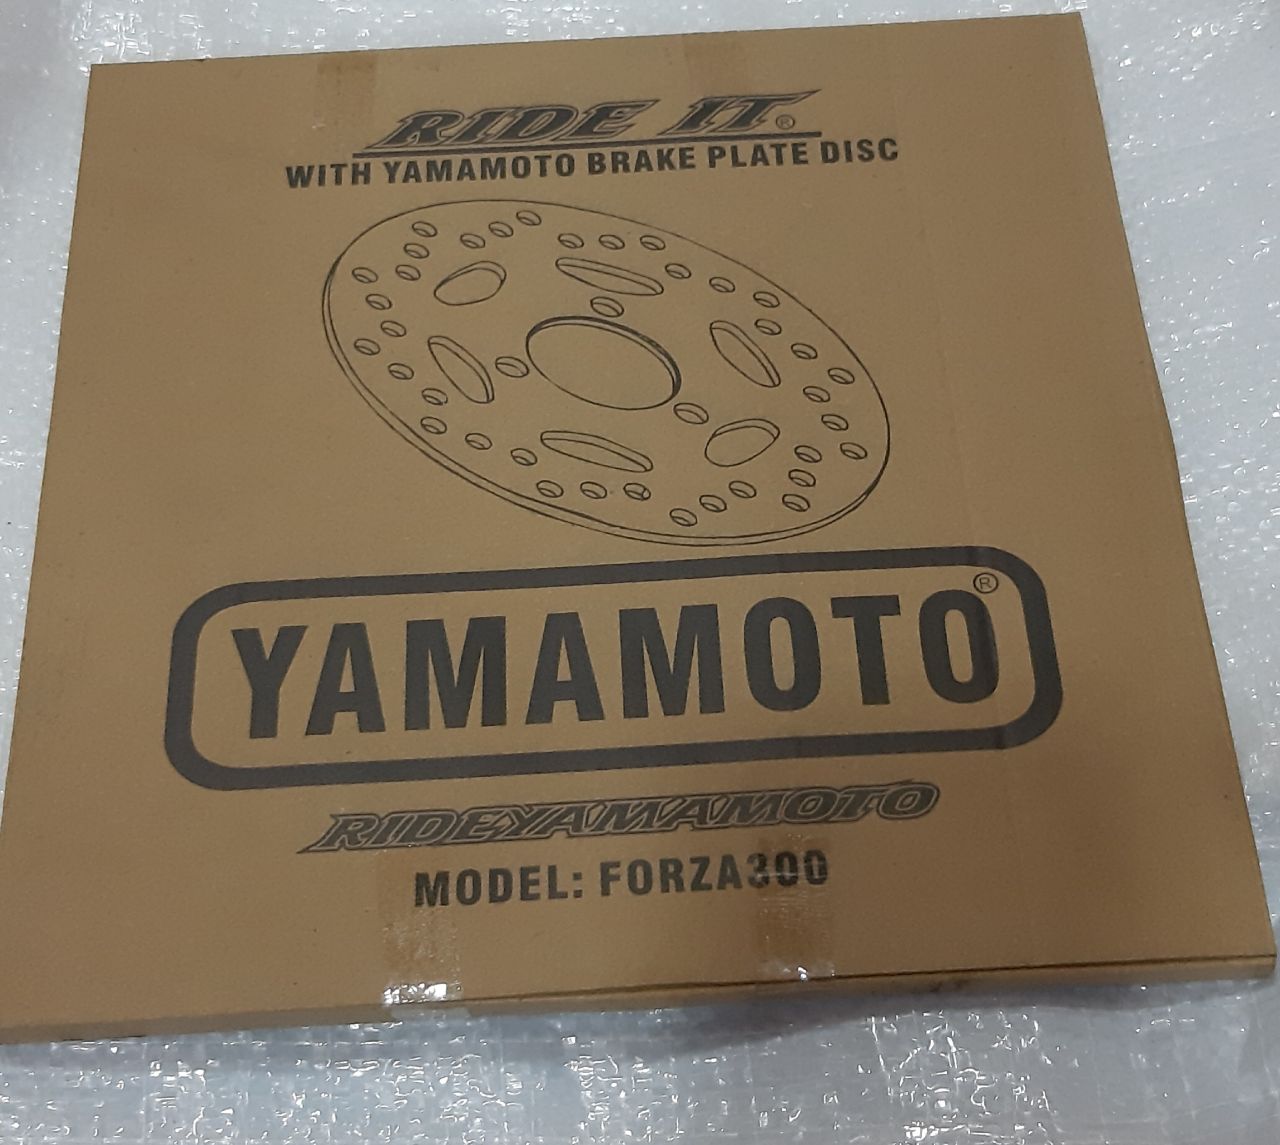 RIDE IT®
WITH YAMAMOTO BRAKE PLATE DISC
YAMAMOTO®
RIDEYAMAMOTO
MODEL: FORZA300